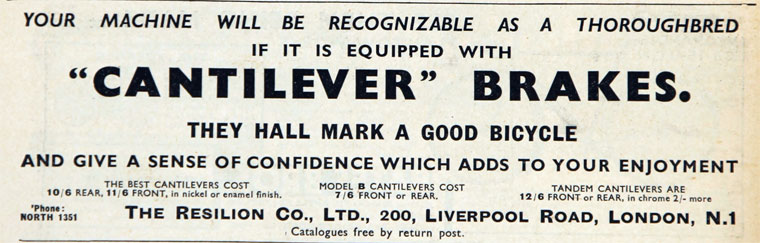 YOUR MACHINE WILL BE RECOGNIZABLE AS A THOROUGHBRED
IF IT IS EQUIPPED WITH
"CANTILEVER" BRAKES.
THEY HALL MARK A GOOD BICYCLE
AND GIVE A SENSE OF CONFIDENCE WHICH ADDS TO YOUR ENJOYMENT
THE BEST CANTILEVERS COST
10/6 REAR, 11/6 FRONT, in nickel or enamel finish.
MODEL B CANTILEVERS COST
7/6 FRONT or REAR.
TANDEM CANTILEVERS ARE
12/6 FRONT or REAR, in chrome 2/- more
'Phone:
NORTH 1351
THE RESILION CO., LTD., 200, LIVERPOOL ROAD, LONDON, N.1
Catalogues free by return post.